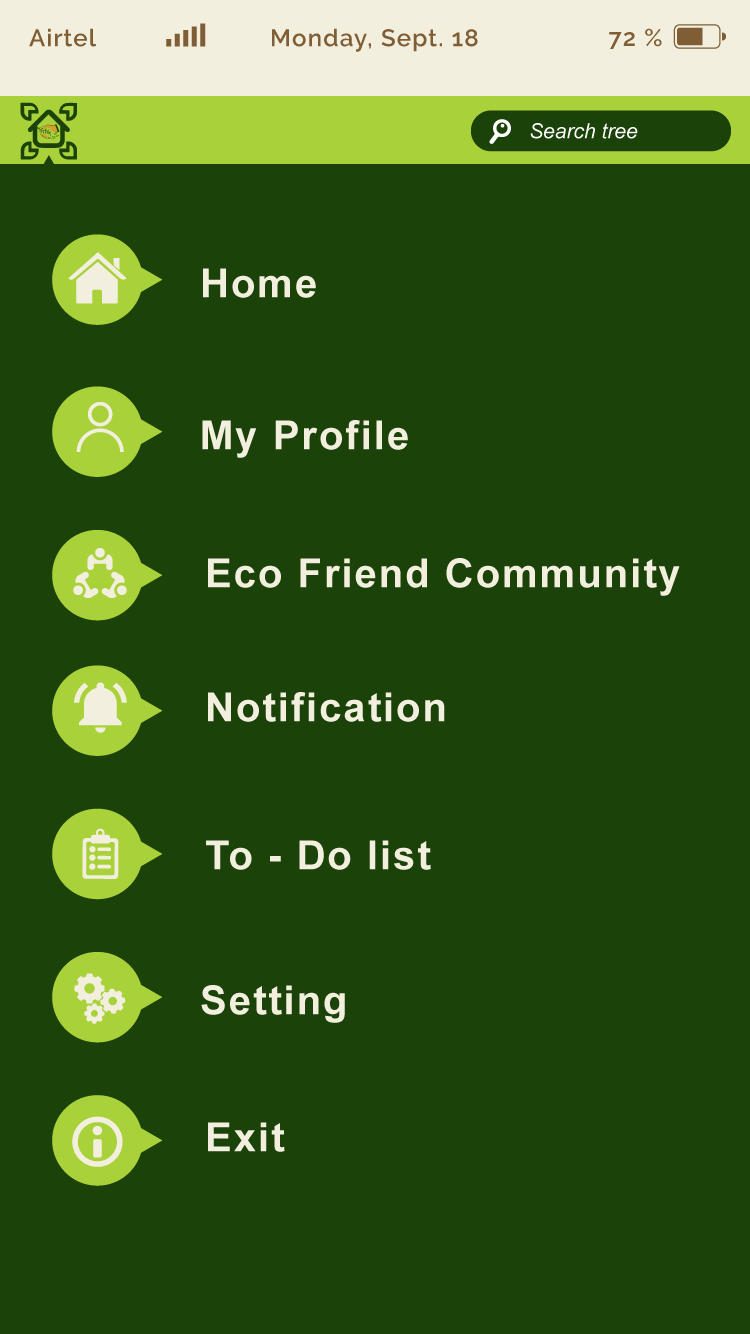 Airtel Monday, Sept. 18 72 %
Search tree
Home
My Profile
Eco Friend Community
Notification
To - Do list
Setting
Exit